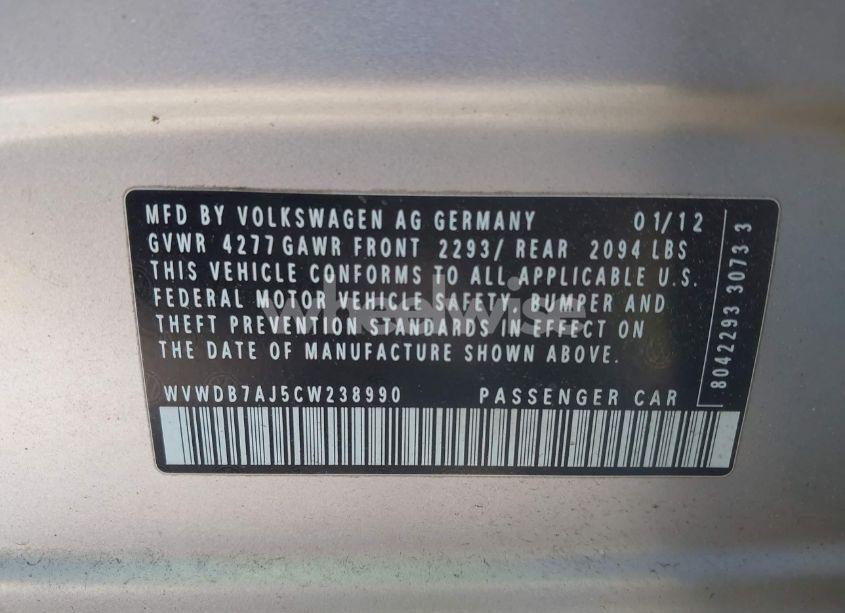 MFD BY VOLKSWAGEN AG GERMANY 01/12
GVWR 4277 GAWR FRONT 2293/ REAR 2094 LBS
THIS VEHICLE CONFORMS TO ALL APPLICABLE U.S.
FEDERAL MOTOR VEHICLE SAFETY, BUMPER AND
THEFT PREVENTION STANDARDS IN EFFECT ON
THE DATE OF MANUFACTURE SHOWN ABOVE.
WVWDB7AJ5CW238990 PASSENGER CAR
8042293 3073 3
wheelwise